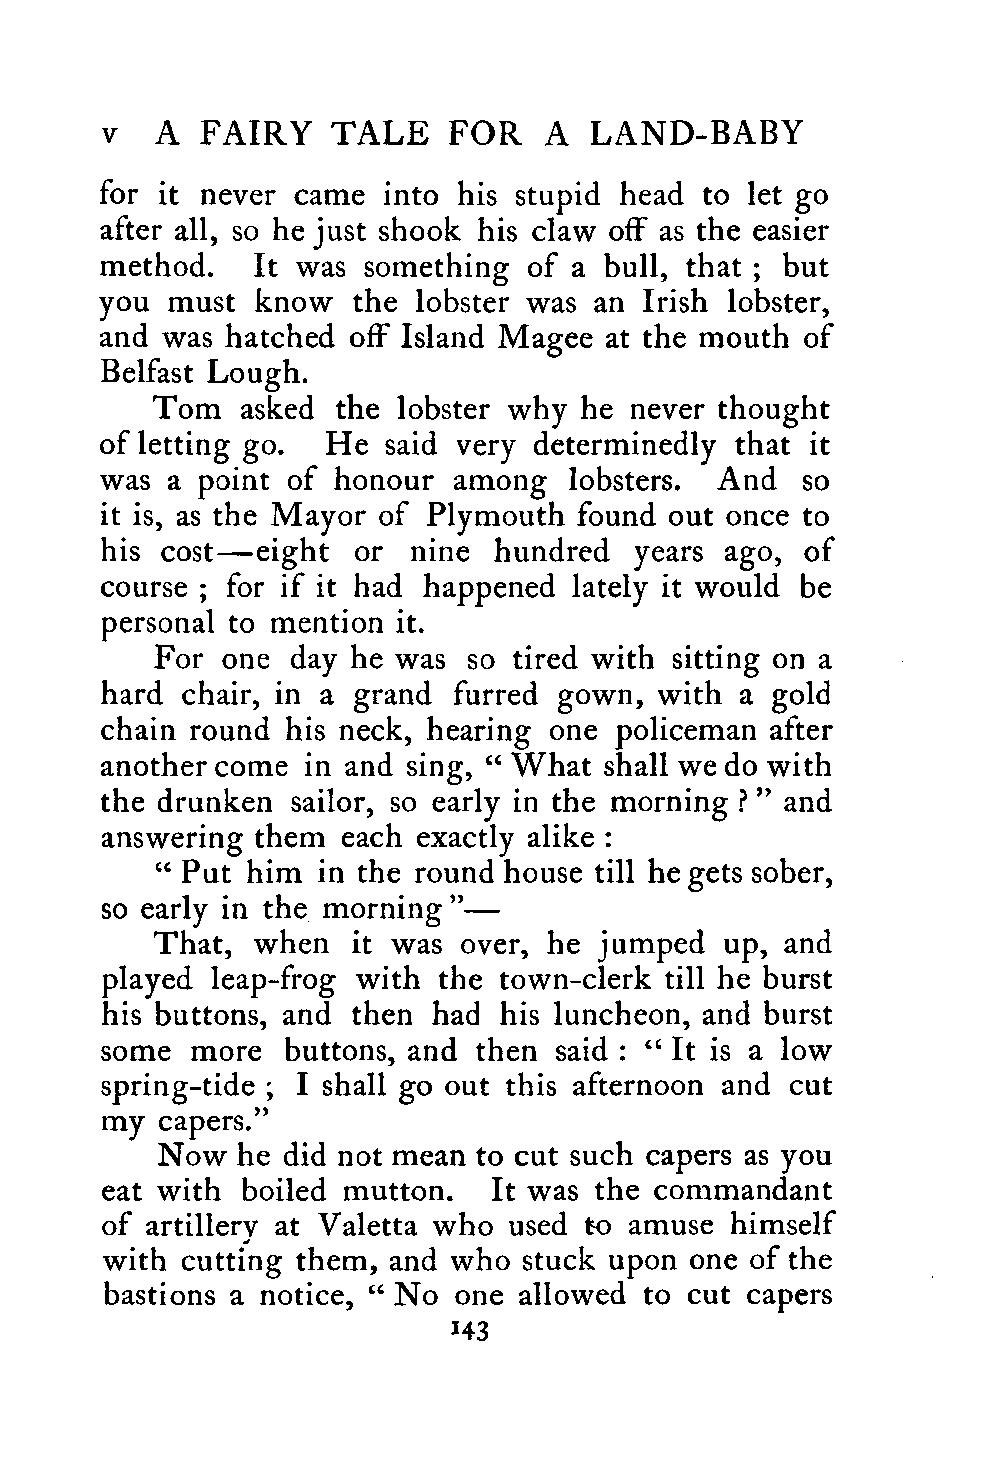 v A FAIRY TALE FOR A LAND-BABY
for it never came into his stupid head to let go
after all, so he just shook his claw off as the easier
method. It was something of a bull, that ; but
you must know the lobster was an Irish lobster,
and was hatched off Island Magee at the mouth of
Belfast Lough.
Tom asked the lobster why he never thought
of letting go. He said very determinedly that it
was a point of honour among lobsters. And so
it is, as the Mayor of Plymouth found out once to
his cost—eight or nine hundred years ago, of
course ; for if it had happened lately it would be
personal to mention it.
For one day he was so tired with sitting on a
hard chair, in a grand furred gown, with a gold
chain round his neck, hearing one policeman after
another come in and sing, “ What shall we do with
the drunken sailor, so early in the morning ? ” and
answering them each exactly alike :
“ Put him in the round house till he gets sober,
so early in the morning ”—
That, when it was over, he jumped up, and
played leap-frog with the town-clerk till he burst
his buttons, and then had his luncheon, and burst
some more buttons, and then said : “ It is a low
spring-tide ; I shall go out this afternoon and cut
my capers.”
Now he did not mean to cut such capers as you
eat with boiled mutton. It was the commandant
of artillery at Valetta who used to amuse himself
with cutting them, and who stuck upon one of the
bastions a notice, “ No one allowed to cut capers
143